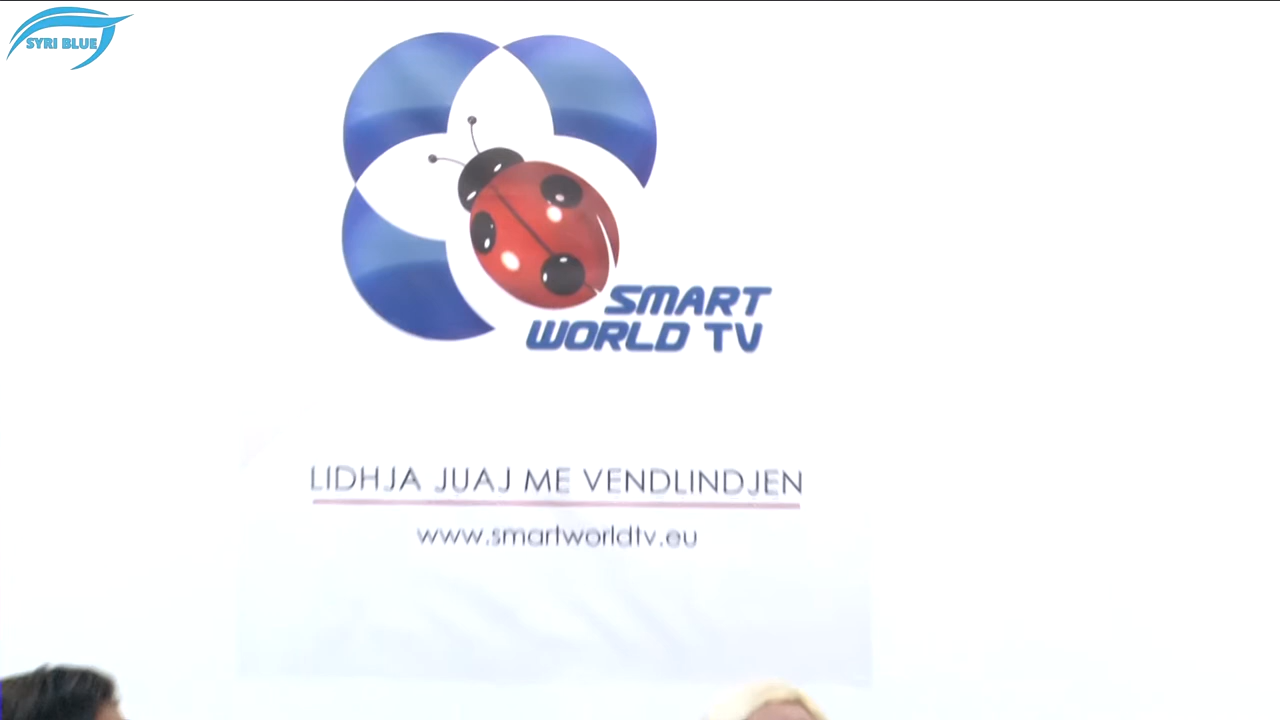 SYRI BLUE
SMART
WORLD TV
LIDHJA JUAJ ME VENDLINDJEN
www.smartworldtv.eu